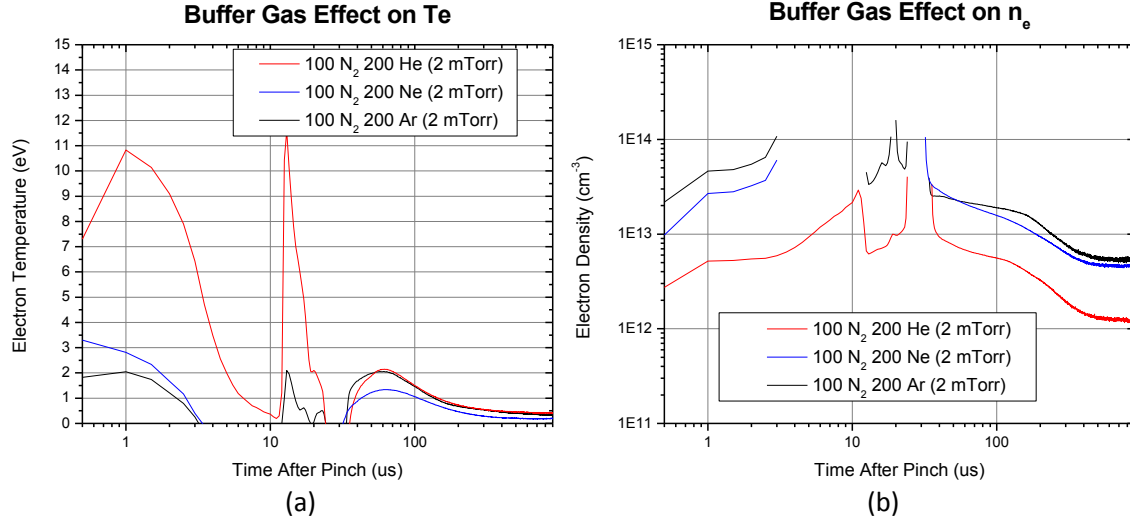 Buffer Gas Effect on Te
15
14
13
12
11
10
9
8
7
6
5
4
3
2
1
0
Electron Temperature (eV)
100 N2 200 He (2 mTorr)
100 N2 200 Ne (2 mTorr)
100 N2 200 Ar (2 mTorr)
1
10
100
Time After Pinch (us)
(a)
Buffer Gas Effect on ne
1E15
1E14
1E13
1E12
1E11
Electron Density (cm-3)
100 N2 200 He (2 mTorr)
100 N2 200 Ne (2 mTorr)
100 N2 200 Ar (2 mTorr)
1
10
100
Time After Pinch (us)
(b)